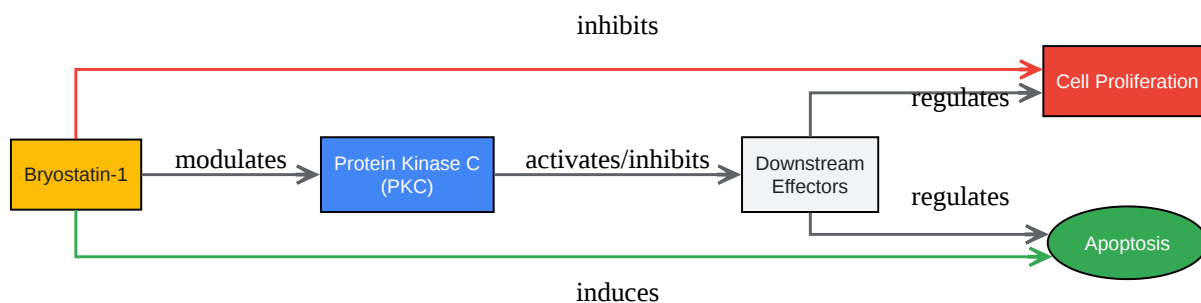 inhibits
Cell Proliferation
regulates
Bryostatin-1
modulates
Protein Kinase C
(PKC)
activates/inhibits
Downstream
Effectors
regulates
Apoptosis
induces